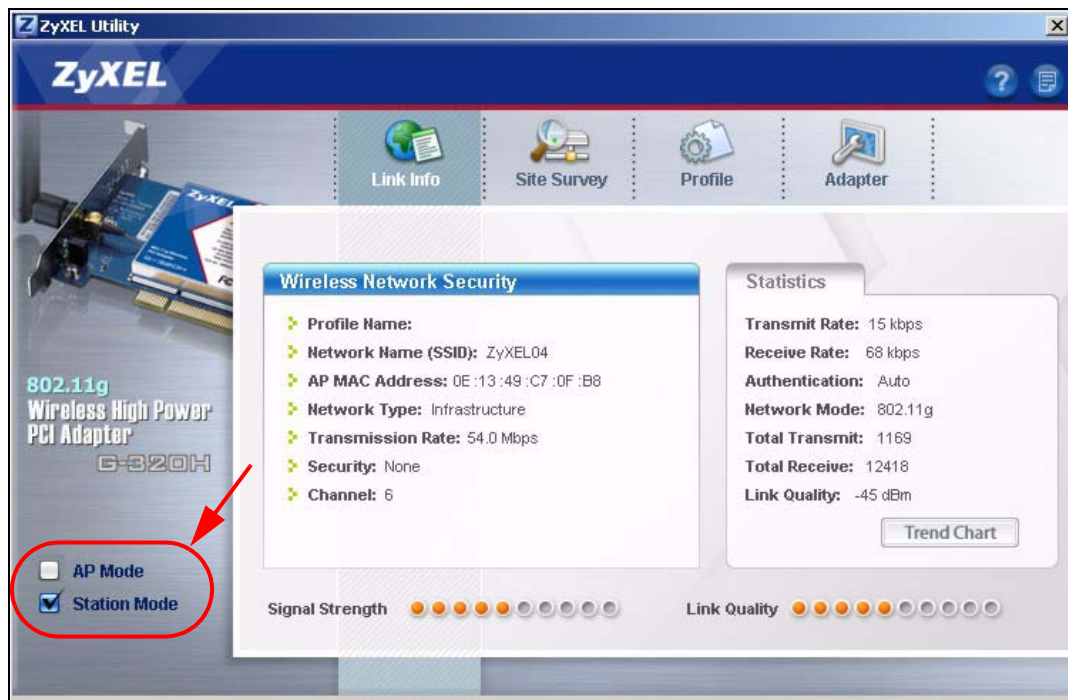 ZyXEL Utility
ZyXEL
Link Info
Site Survey
Profile
Adapter
ZyXEL
802.11g
Wireless High Power
PCI Adapter
G-320H
AP Mode
Station Mode
Wireless Network Security
Profile Name:
Network Name (SSID): ZyXEL04
AP MAC Address: 0E :13 :49 :C7 :0F :B8
Network Type: Infrastructure
Transmission Rate: 54.0 Mbps
Security: None
Channel: 6
Statistics
Transmit Rate: 15 kbps
Receive Rate: 68 kbps
Authentication: Auto
Network Mode: 802.11g
Total Transmit: 1169
Total Receive: 12418
Link Quality: -45 dBm
Trend Chart
Signal Strength
Link Quality